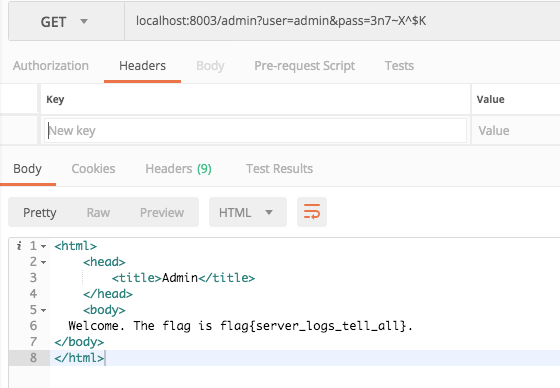 GET localhost:8003/admin?user=admin&pass=3n7~X^$K
Authorization Headers Body Pre-request Script Tests
Key Value
New key Value
Body Cookies Headers (9) Test Results
Pretty Raw Preview HTML
i 1 <html>
2 <head>
3 <title>Admin</title>
4 </head>
5 <body>
6 Welcome. The flag is flag{server_logs_tell_all}.
7 </body>
8 </html>